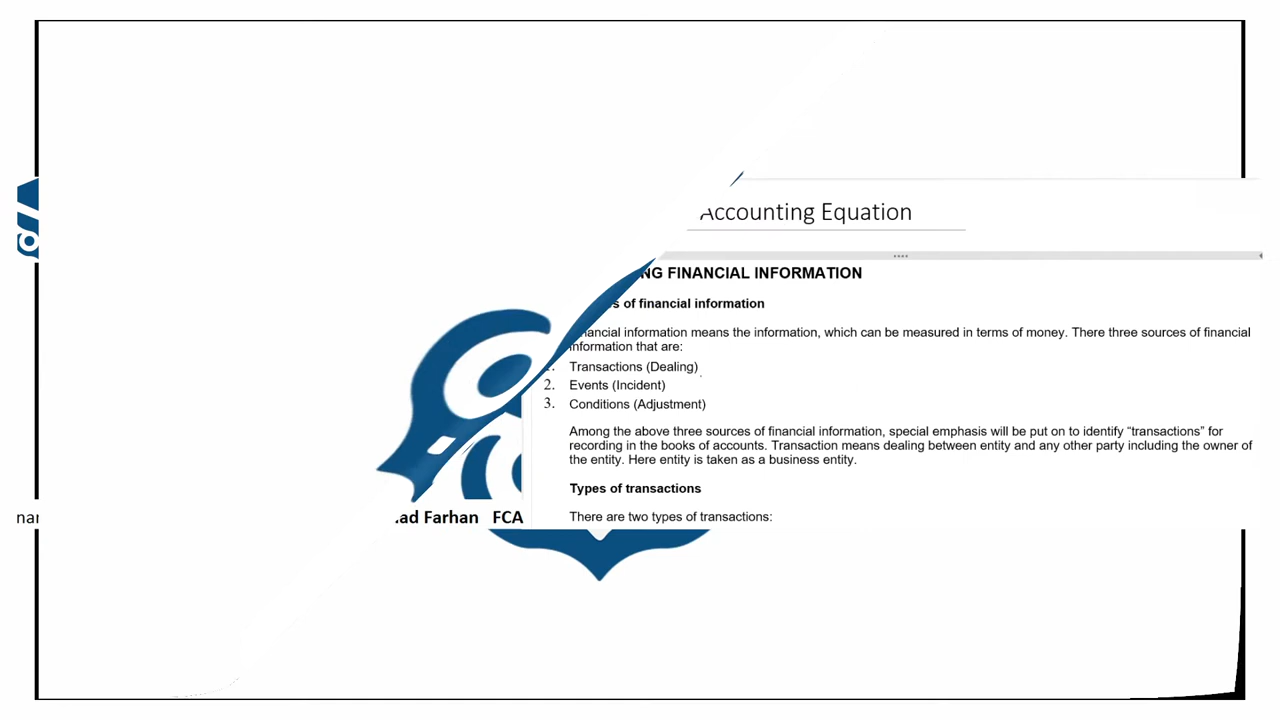 Accounting Equation
NG FINANCIAL INFORMATION
s of financial information
nancial information means the information, which can be measured in terms of money. There three sources of financial
information that are:
1. Transactions (Dealing)
2. Events (Incident)
3. Conditions (Adjustment)
Among the above three sources of financial information, special emphasis will be put on to identify “transactions” for
recording in the books of accounts. Transaction means dealing between entity and any other party including the owner of
the entity. Here entity is taken as a business entity.
Types of transactions
There are two types of transactions:
ad Farhan FCA